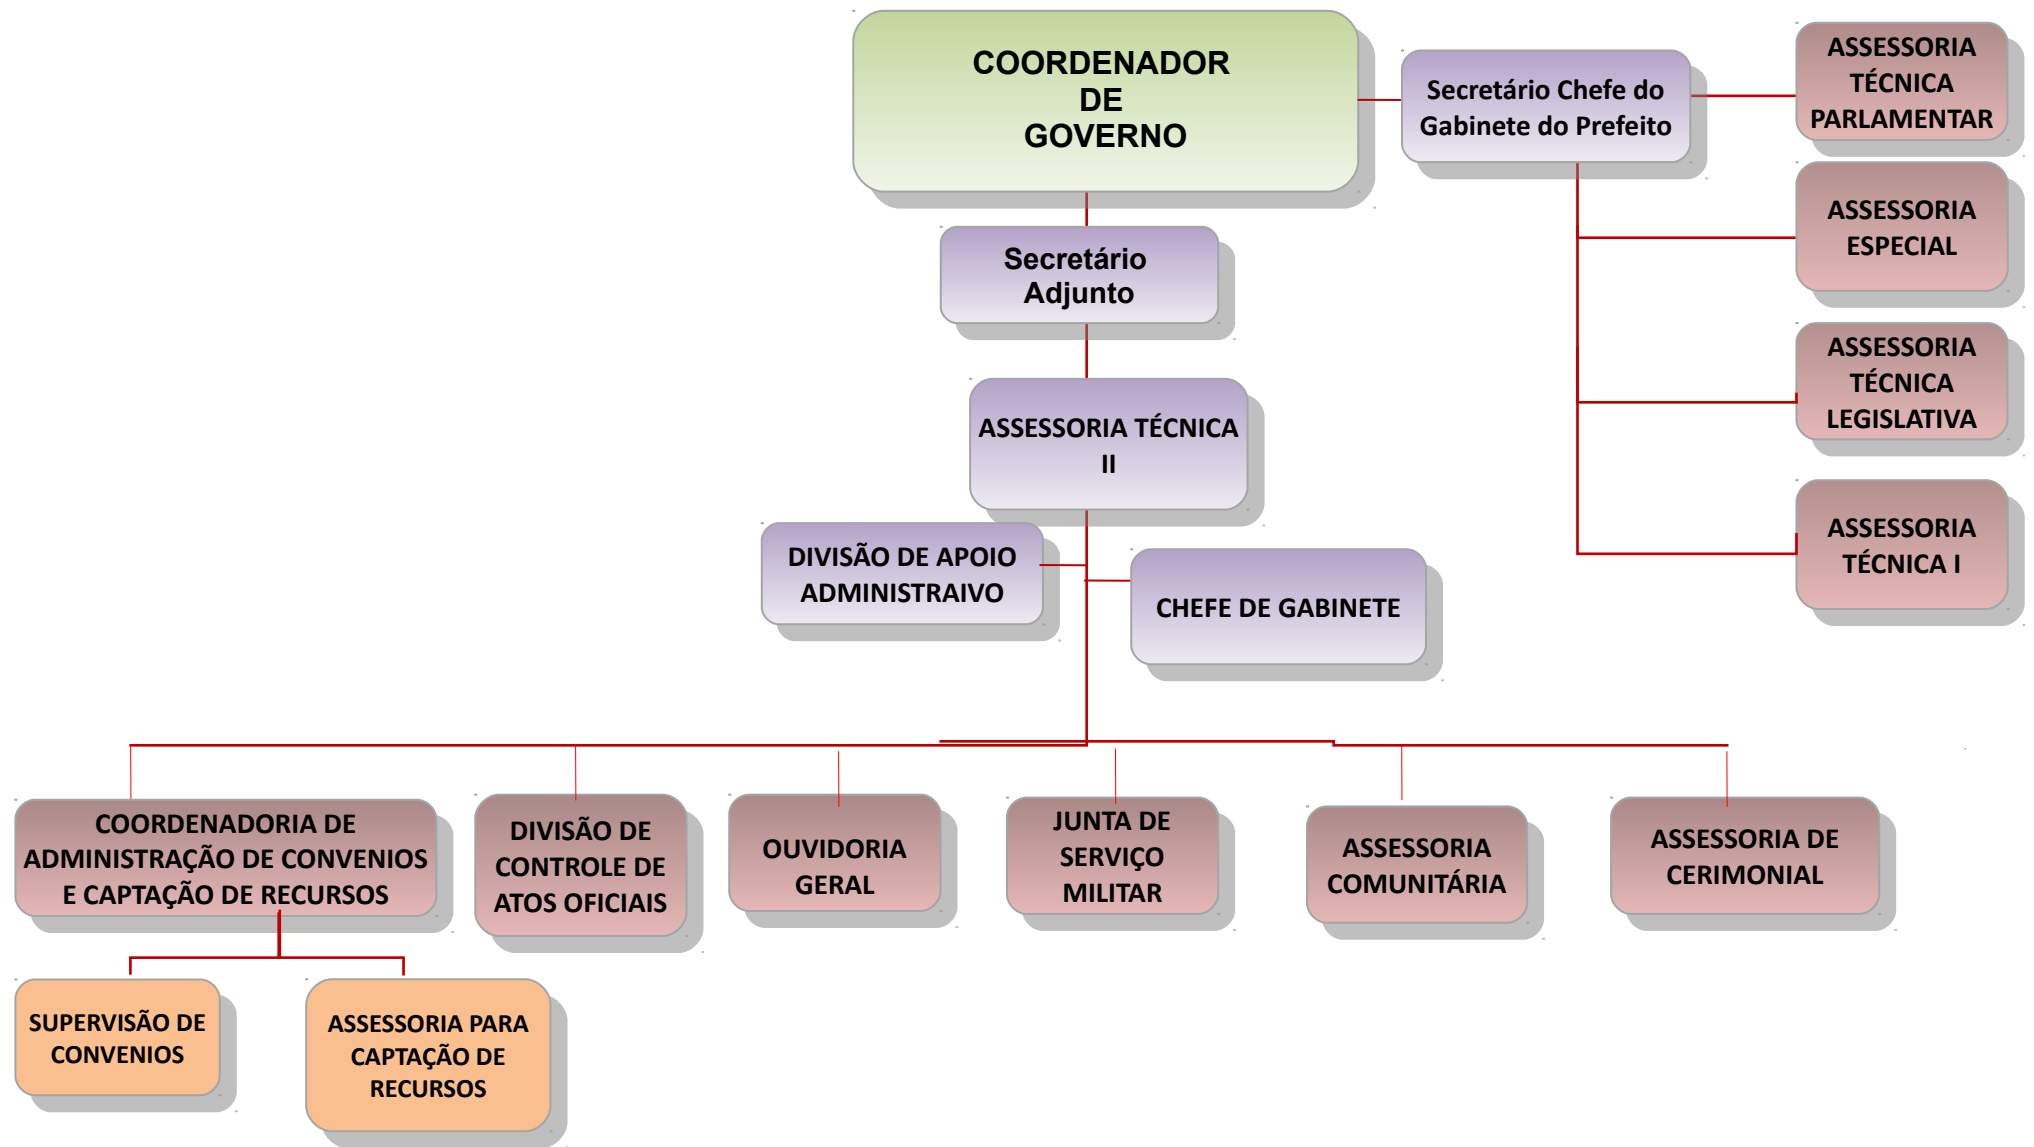 COORDENADOR
DE
GOVERNO
Secretário Chefe do
Gabinete do Prefeito
ASSESSORIA
TÉCNICA
PARLAMENTAR
ASSESSORIA
ESPECIAL
Secretário
Adjunto
ASSESSORIA
TÉCNICA
LEGISLATIVA
ASSESSORIA TÉCNICA
II
ASSESSORIA
TÉCNICA I
DIVISÃO DE APOIO
ADMINISTRAIVO
CHEFE DE GABINETE
COORDENADORIA DE
ADMINISTRAÇÃO DE CONVENIOS
E CAPTAÇÃO DE RECURSOS
DIVISÃO DE
CONTROLE DE
ATOS OFICIAIS
OUVIDORIA
GERAL
JUNTA DE
SERVIÇO
MILITAR
ASSESSORIA
COMUNITÁRIA
ASSESSORIA DE
CERIMONIAL
SUPERVISÃO DE
CONVENIOS
ASSESSORIA PARA
CAPTAÇÃO DE
RECURSOS